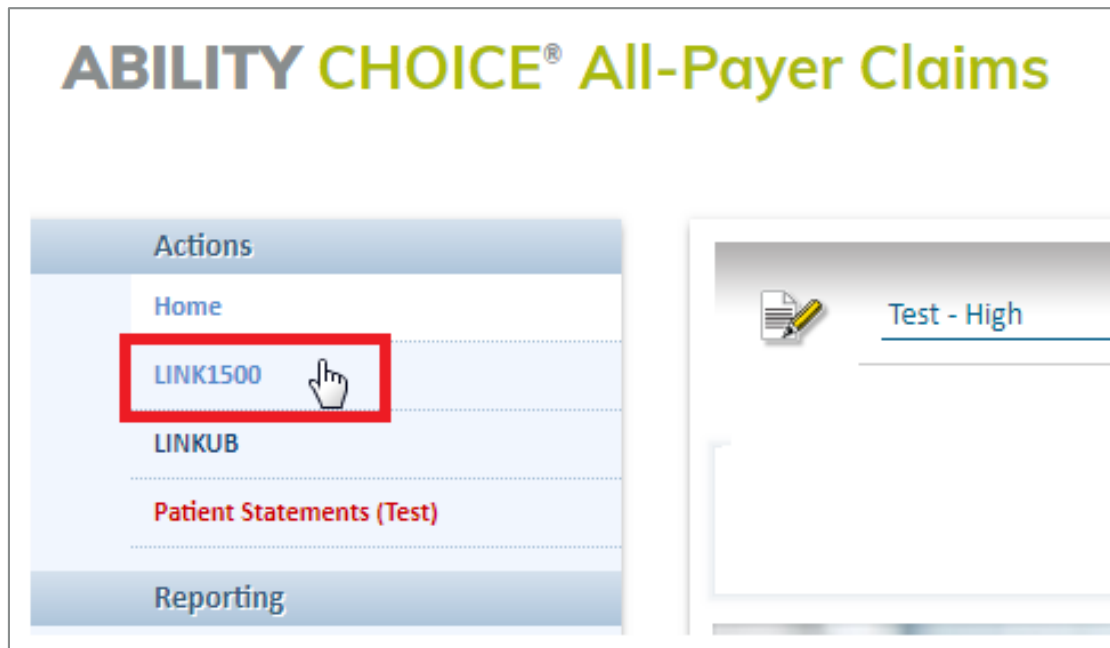 ABILITY CHOICE® All-Payer Claims
Actions
Home
LINK1500
LINKUB
Patient Statements (Test)
Reporting
Test - High